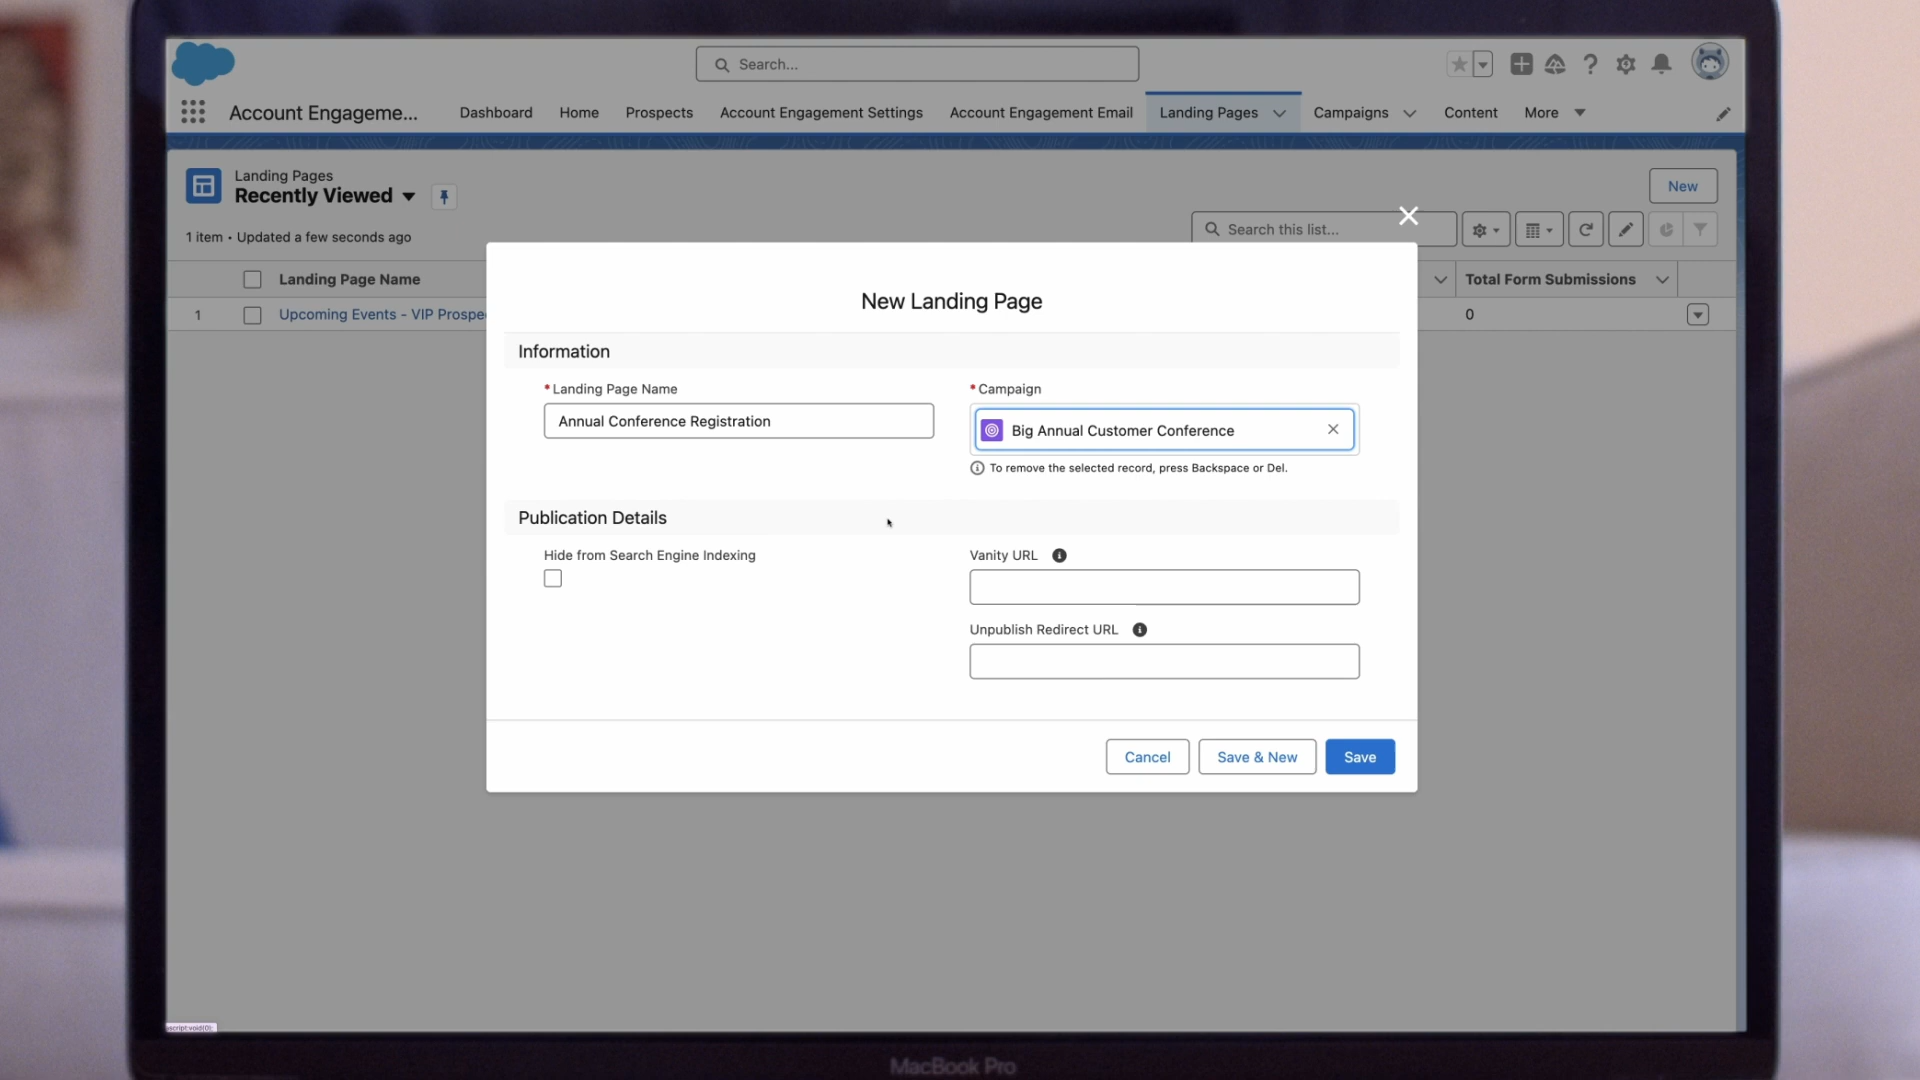 Search...
Account Engageme...
Dashboard
Home
Prospects
Account Engagement Settings
Account Engagement Email
Landing Pages
Campaigns
Content
More
Landing Pages
Recently Viewed
New
1 item • Updated a few seconds ago
Search this list...
Landing Page Name
Total Form Submissions
1
Upcoming Events - VIP Prospe
0
New Landing Page
Information
*Landing Page Name
*Campaign
Annual Conference Registration
Big Annual Customer Conference
To remove the selected record, press Backspace or Del.
Publication Details
Hide from Search Engine Indexing
Vanity URL
Unpublish Redirect URL
Cancel
Save & New
Save
ascript:void(0);
MacBook Pro